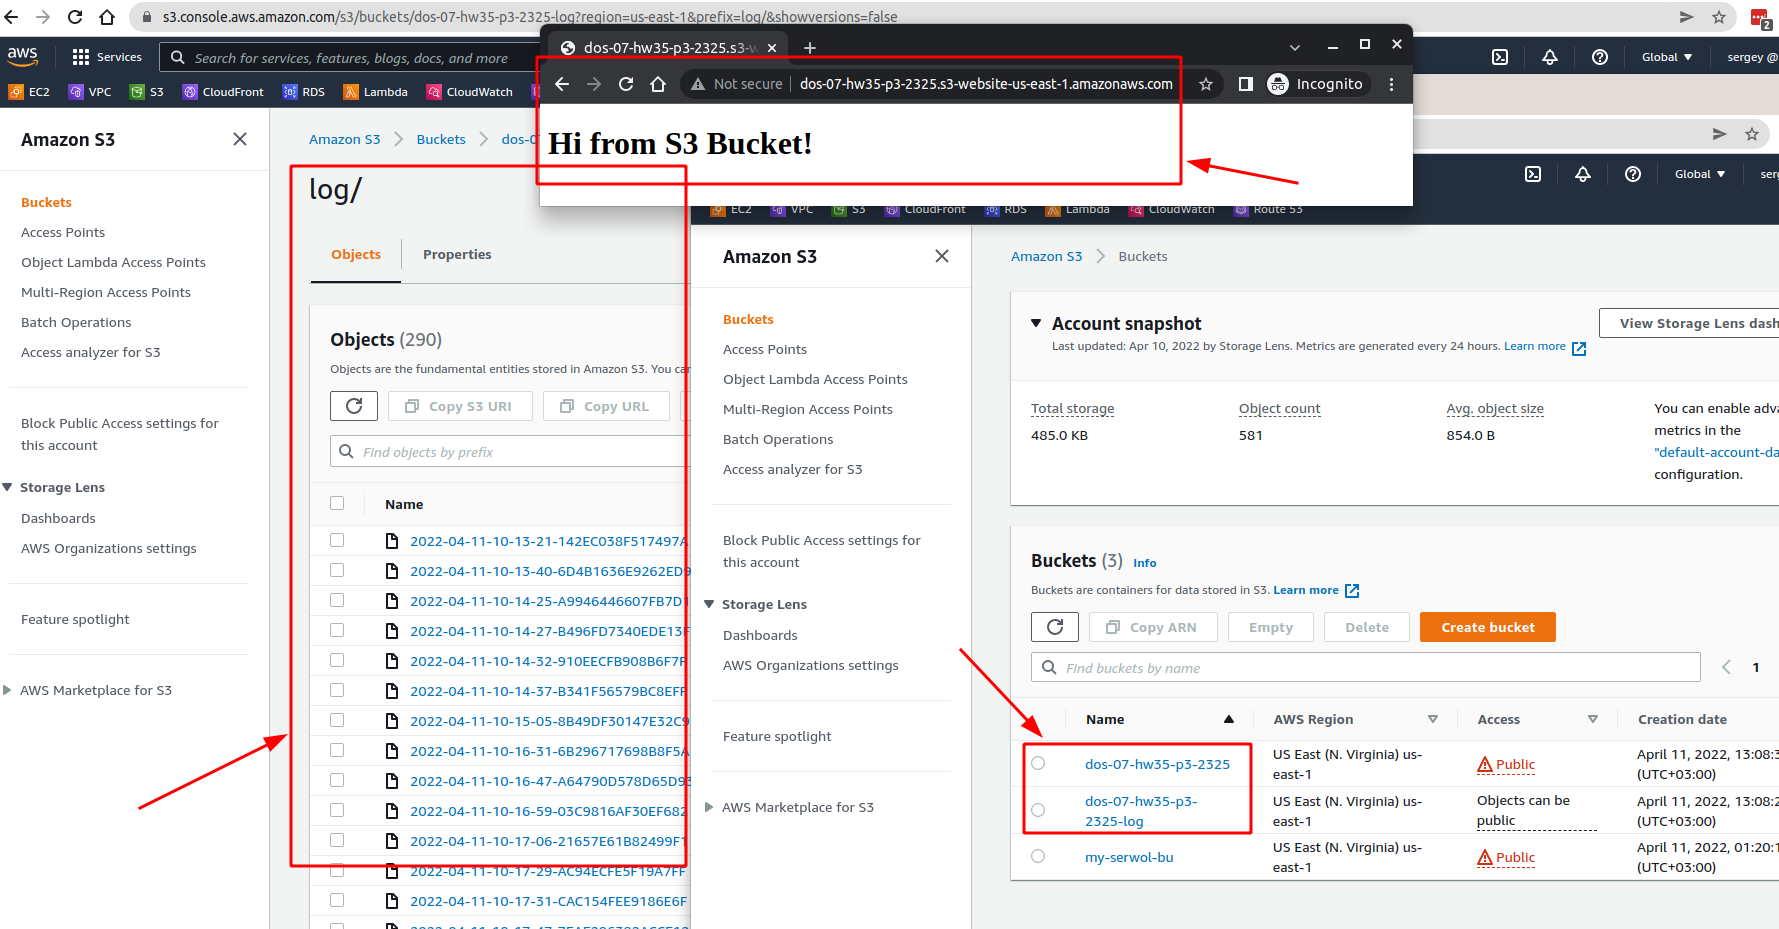 s3.console.aws.amazon.com/s3/buckets/dos-07-hw35-p3-2325-log?region=us-east-1&prefix=log/&showversions=false
2
aws
Services
Search for services, features, blogs, docs, and more
Global
sergey @
EC2
VPC
S3
CloudFront
RDS
Lambda
CloudWatch
dos-07-hw35-p3-2325.s3-w
Not secure
dos-07-hw35-p3-2325.s3-website-us-east-1.amazonaws.com
Incognito
Hi from S3 Bucket!
Amazon S3
Buckets
Access Points
Object Lambda Access Points
Multi-Region Access Points
Batch Operations
Access analyzer for S3
Block Public Access settings for
this account
Storage Lens
Dashboards
AWS Organizations settings
Feature spotlight
AWS Marketplace for S3
Amazon S3
Buckets
dos-0
log/
Objects
Properties
Objects (290)
Objects are the fundamental entities stored in Amazon S3. You can
Copy S3 URI
Copy URL
Find objects by prefix
Name
2022-04-11-10-13-21-142EC038F517497A
2022-04-11-10-13-40-6D4B1636E9262ED9
2022-04-11-10-14-25-A9946446607FB7D1
2022-04-11-10-14-27-B496FD7340EDE13F
2022-04-11-10-14-32-910EECFB908B6F7F
2022-04-11-10-14-37-B341F56579BC8EFF
2022-04-11-10-15-05-8B49DF30147E32C9
2022-04-11-10-16-31-6B296717698B8F5A
2022-04-11-10-16-47-A64790D578D65D93
2022-04-11-10-16-59-03C9816AF30EF682
2022-04-11-10-17-06-21657E61B82499F1
2022-04-11-10-17-29-AC94ECFE5F19A7FF
2022-04-11-10-17-31-CAC154FEE9186E6F
Global
serg
EC2
VPC
S3
CloudFront
RDS
Lambda
CloudWatch
Route 53
Amazon S3
Buckets
Access Points
Object Lambda Access Points
Multi-Region Access Points
Batch Operations
Access analyzer for S3
Block Public Access settings for
this account
Storage Lens
Dashboards
AWS Organizations settings
Feature spotlight
AWS Marketplace for S3
Amazon S3
Buckets
Account snapshot
View Storage Lens dash
Last updated: Apr 10, 2022 by Storage Lens. Metrics are generated every 24 hours. Learn more
Total storage
485.0 KB
Object count
581
Avg. object size
854.0 B
You can enable adva
metrics in the
"default-account-da
configuration.
Buckets (3) Info
Buckets are containers for data stored in S3. Learn more
Copy ARN
Empty
Delete
Create bucket
Find buckets by name
1
Name
AWS Region
Access
Creation date
dos-07-hw35-p3-2325
US East (N. Virginia) us-
east-1
Public
April 11, 2022, 13:08:3
(UTC+03:00)
dos-07-hw35-p3-
2325-log
US East (N. Virginia) us-
east-1
Objects can be
public
April 11, 2022, 13:08:2
(UTC+03:00)
my-serwol-bu
US East (N. Virginia) us-
east-1
Public
April 11, 2022, 01:20:1
(UTC+03:00)